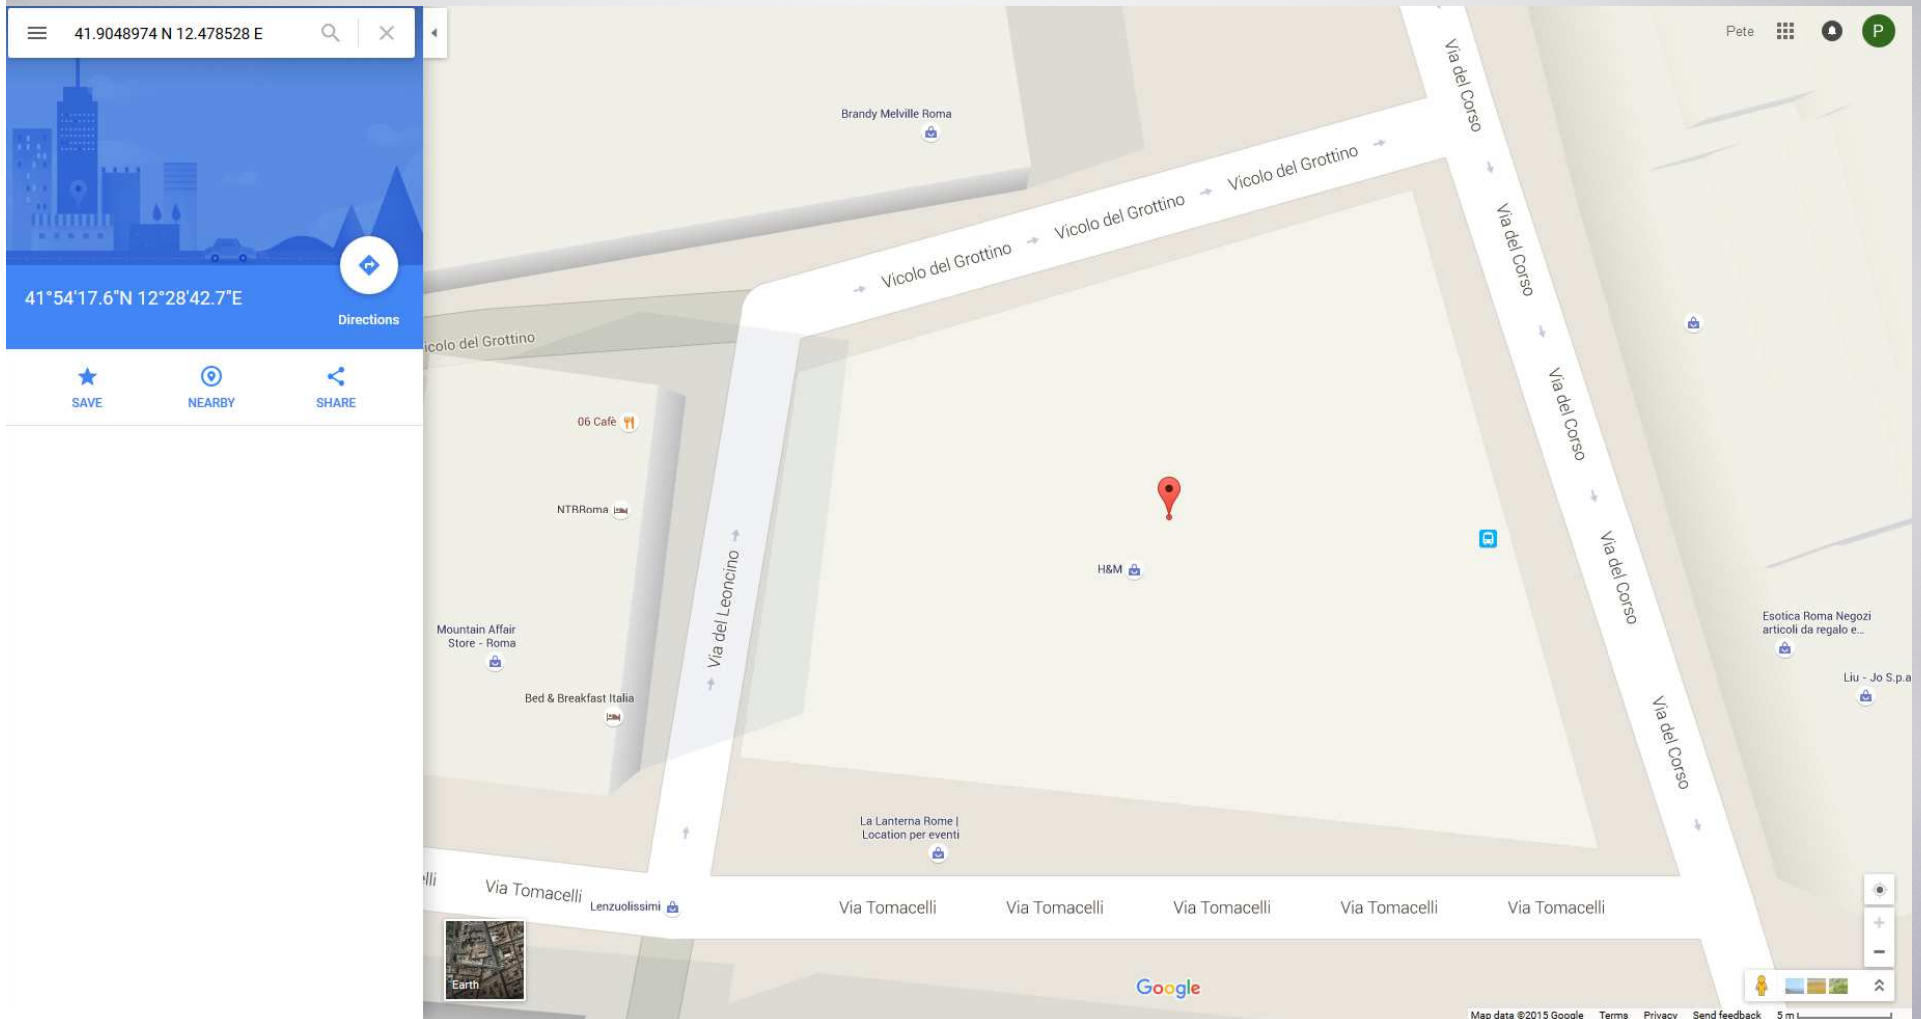 41.9048974 N 12.478528 E
41°54'17.6"N 12°28'42.7"E
Directions
SAVE
NEARBY
SHARE
Pete
P
Brandy Melville Roma
Via del Corso
Vicolo del Grottino
Vicolo del Grottino
Vicolo del Grottino
Via del Corso
icolo del Grottino
Via del Corso
06 Cafè
NTBRoma
H&M
Via del Leoncino
Via del Corso
Mountain Affair
Store - Roma
Esotica Roma Negozi
articoli da regalo e...
Liu - Jo S.p.a
Bed & Breakfast Italia
Via del Corso
La Lanterna Rome |
Location per eventi
elli
Via Tomacelli
Lenzuolissimi
Via Tomacelli
Via Tomacelli
Via Tomacelli
Via Tomacelli
Via Tomacelli
Earth
Google
Map data ©2015 Google
Terms
Privacy
Send feedback
5 m